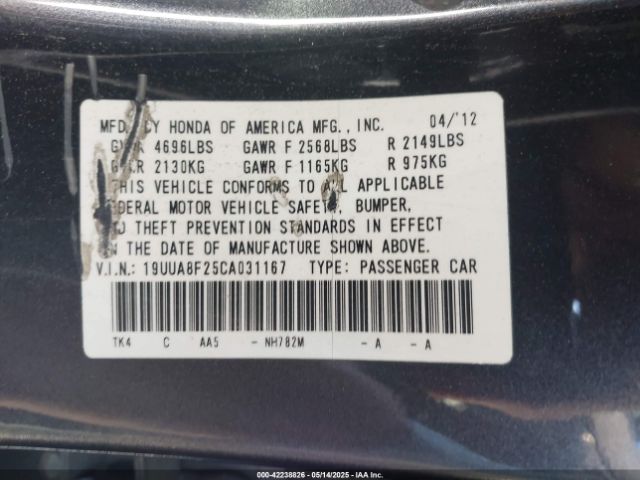 MFD. BY HONDA OF AMERICA MFG., INC. 04/'12
4696LBS GAWR F 2568LBS R 2149LBS
2130KG GAWR F 1165KG R 975KG
THIS VEHICLE CONFORMS TO ALL APPLICABLE
FEDERAL MOTOR VEHICLE SAFETY, BUMPER,
THEFT PREVENTION STANDARDS IN EFFECT
ON THE DATE OF MANUFACTURE SHOWN ABOVE.
V.I.N.: 19UUA8F25CA031167 TYPE: PASSENGER CAR
TK4 C AA5 - NH782M - A - A
000-42238826 - 05/14/2025 - IAA Inc.